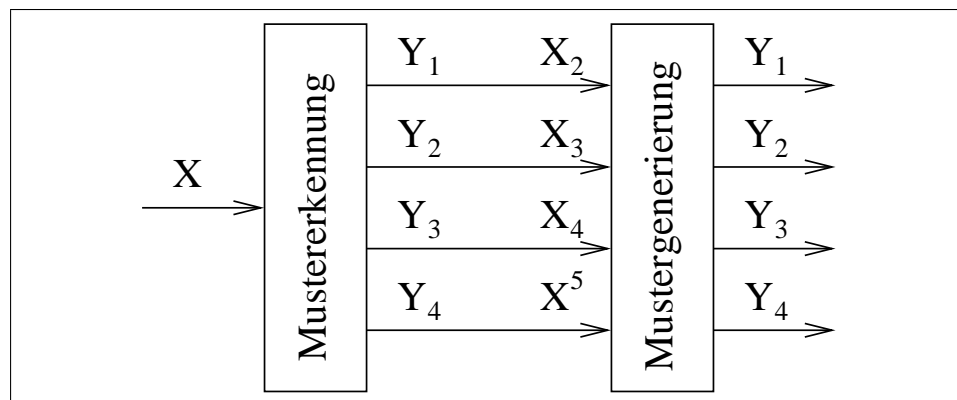 Y₁ X₂ Y₁
Y₂ X₃ Y₂
X
Y₃ X₄ Y₃
Y₄ X⁵ Y₄
Mustererkennung
Mustergenerierung